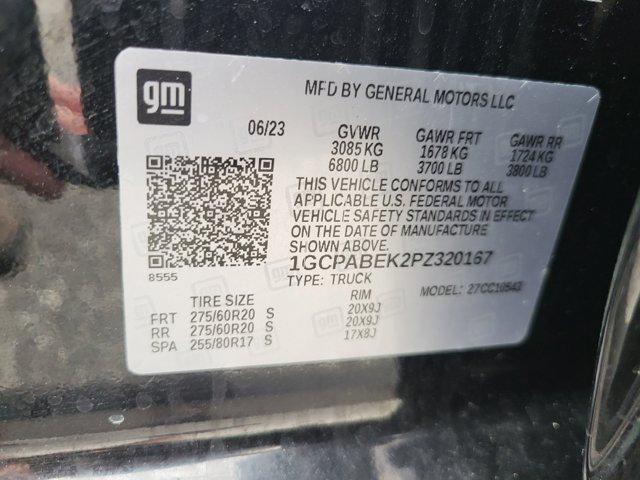 gm
MFD BY GENERAL MOTORS LLC
06/23 GVWR GAWR FRT GAWR RR
3085 KG 1678 KG 1724 KG
6800 LB 3700 LB 3800 LB
THIS VEHICLE CONFORMS TO ALL
APPLICABLE U.S. FEDERAL MOTOR
VEHICLE SAFETY STANDARDS IN EFFECT
ON THE DATE OF MANUFACTURE
SHOWN ABOVE.
1GCPABEK2PZ320167
8555
TYPE: TRUCK MODEL: 27CC10543
TIRE SIZE RIM
FRT 275/60R20 S 20X9J
RR 275/60R20 S 20X9J
SPA 255/80R17 S 17X8J